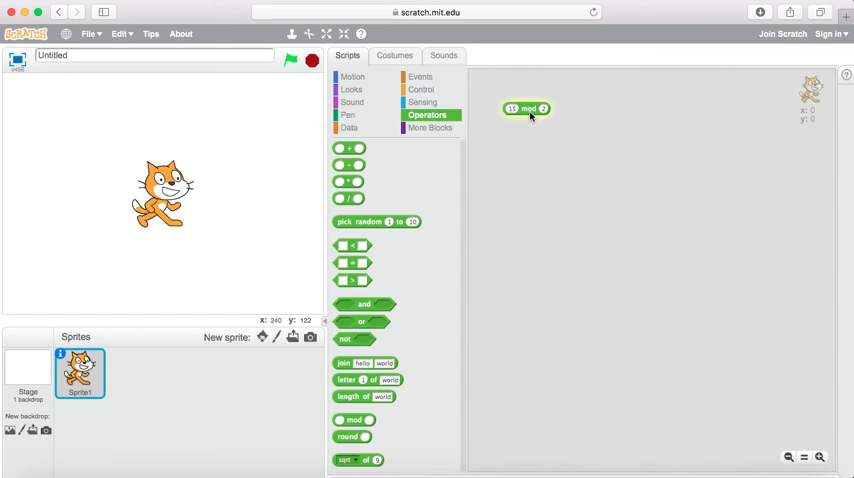 scratch.mit.edu
SCRATCH File▾ Edit▾ Tips About Join Scratch Sign in▾
Untitled
v456
Scripts Costumes Sounds
Motion Events
Looks Control
Sound Sensing
Pen Operators
Data More Blocks
15 mod 2
x: 0
y: 0
+
-
*
/
pick random 1 to 10
<
=
>
and
or
not
join hello world
letter 1 of world
length of world
mod
round
sqrt of 9
x: 240 y: 122
Sprites New sprite:
Stage
1 backdrop
New backdrop:
Sprite1